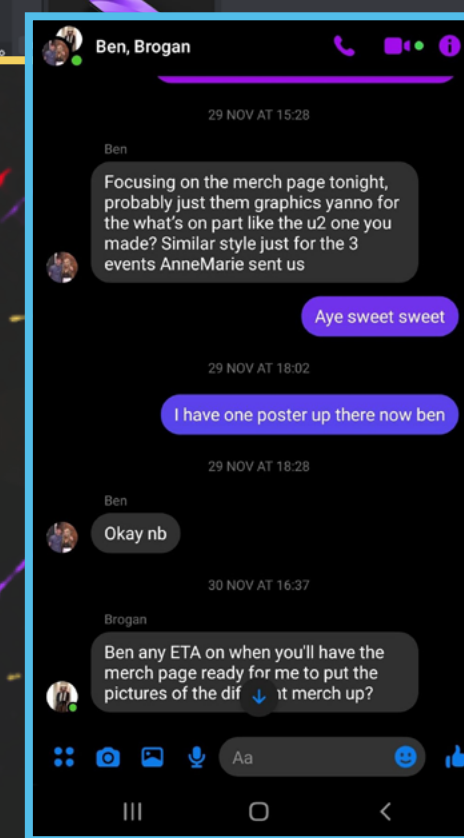 Ben, Brogan
29 NOV AT 15:28
Ben
Focusing on the merch page tonight,
probably just them graphics yanno for
the what's on part like the u2 one you
made? Similar style just for the 3
events AnneMarie sent us
Aye sweet sweet
29 NOV AT 18:02
I have one poster up there now ben
29 NOV AT 18:28
Ben
Okay nb
30 NOV AT 16:37
Brogan
Ben any ETA on when you'll have the
merch page ready for me to put the
pictures of the merch up?
Aa